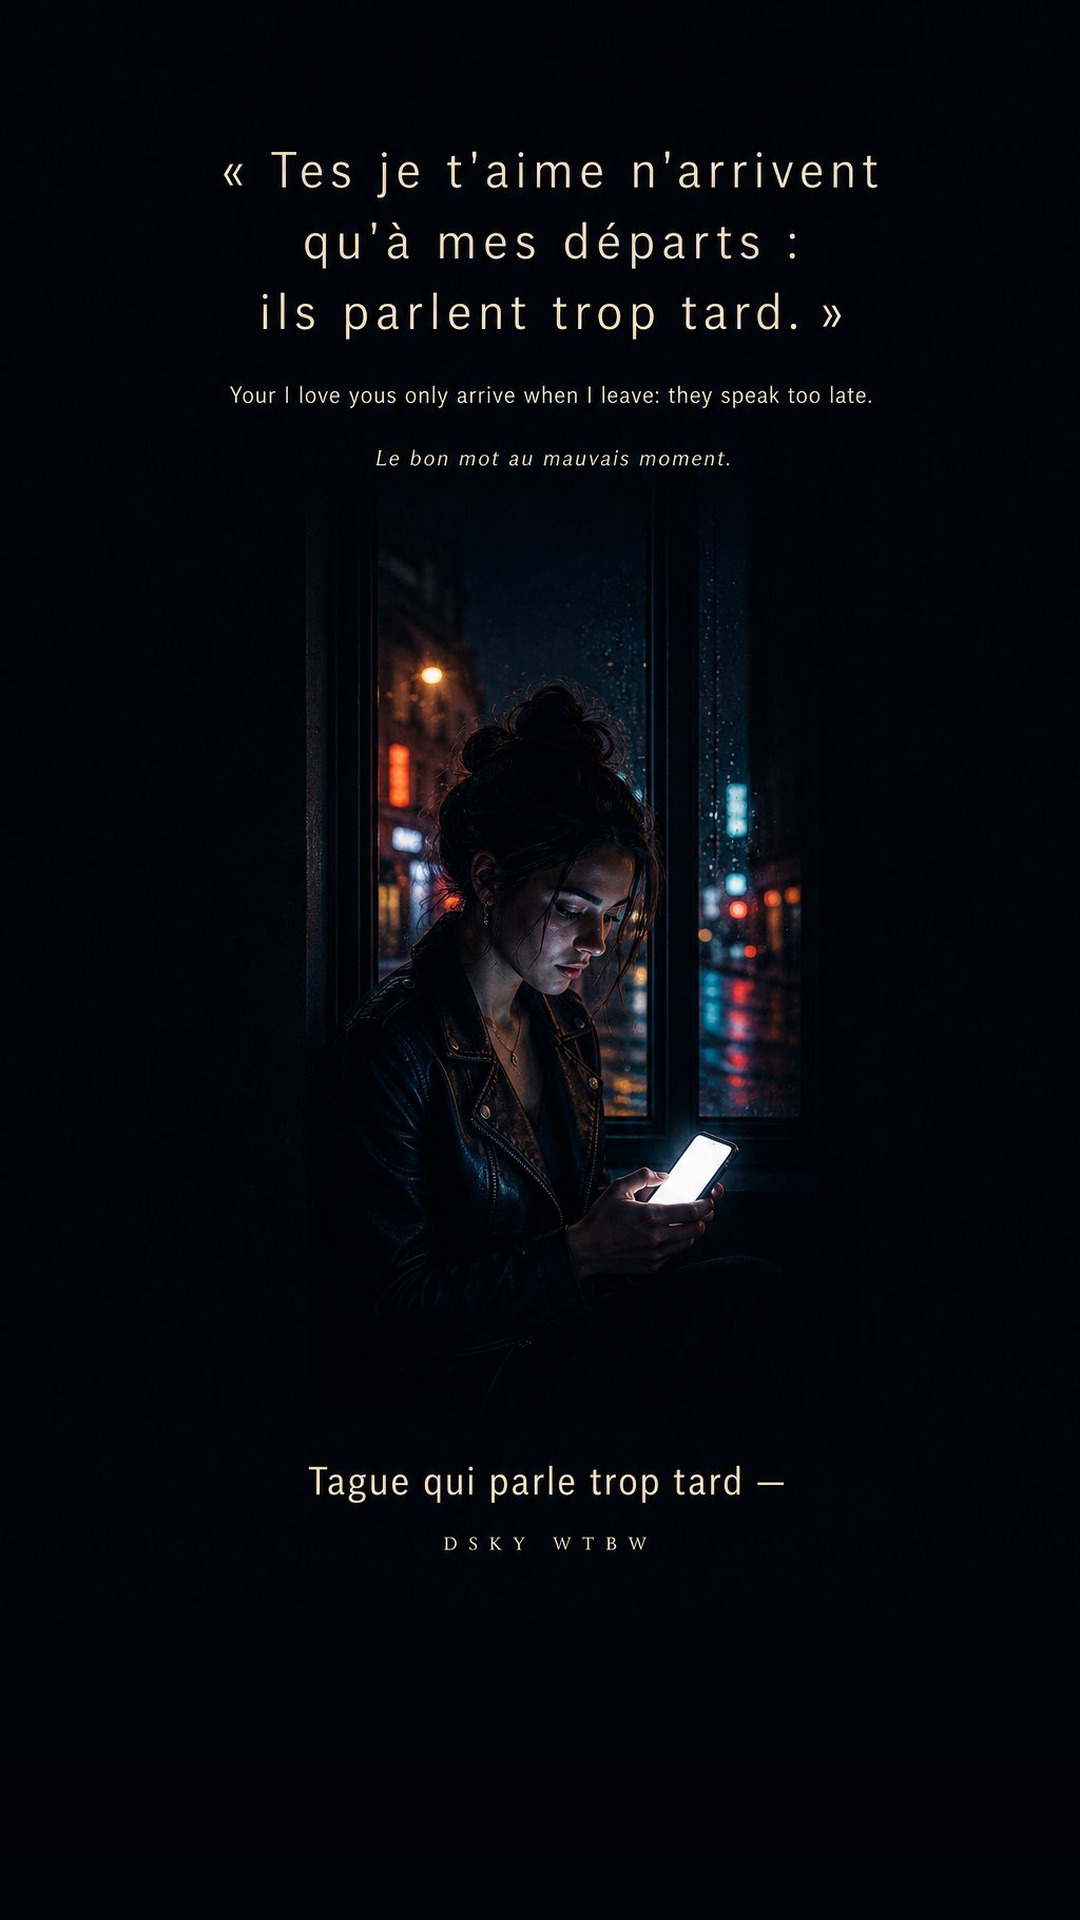 « Tes je t'aime n'arrivent
qu'à mes départs :
ils parlent trop tard. »
Your I love yous only arrive when I leave: they speak too late.
Le bon mot au mauvais moment.
Tague qui parle trop tard —
DSKY WTBW